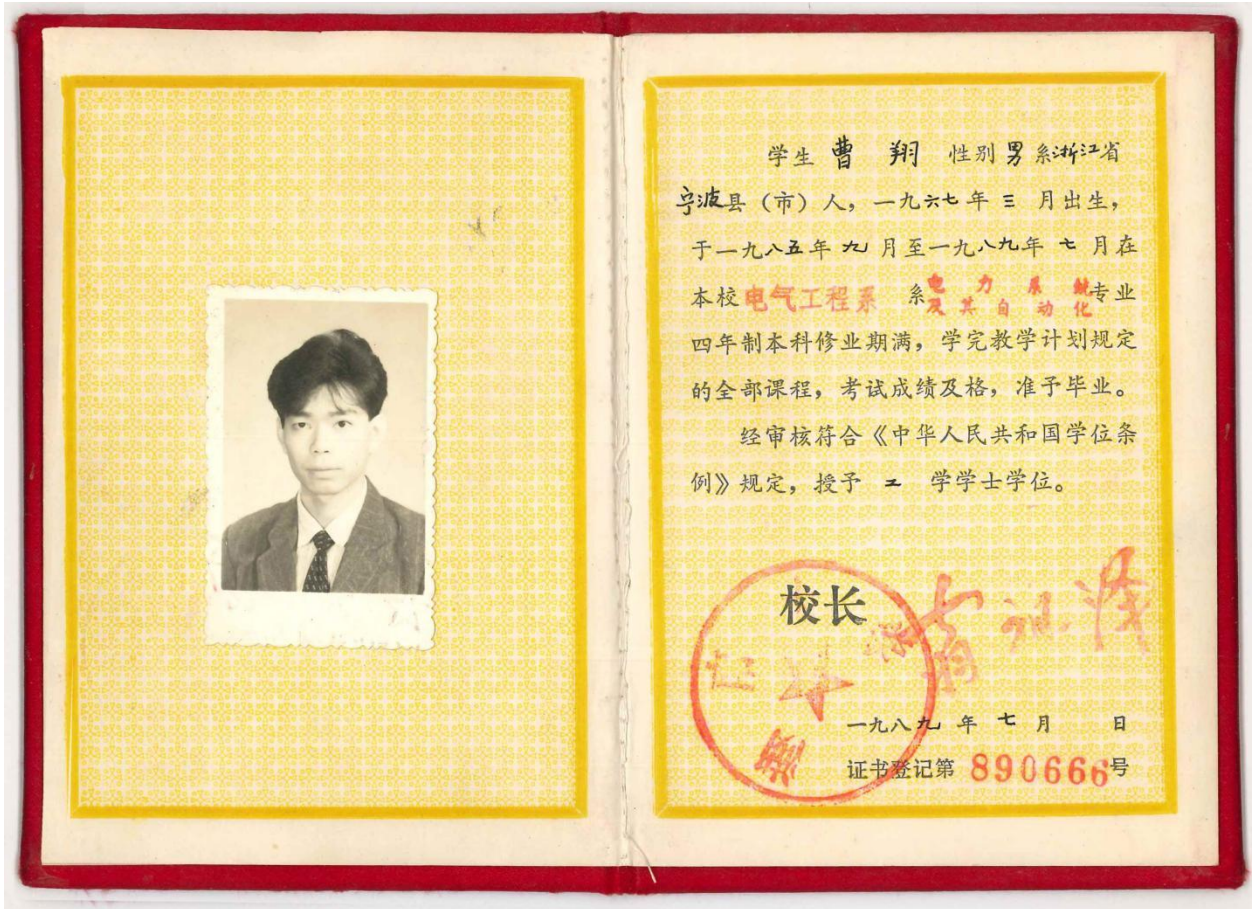 学生 曹 翔 性别男系浙江省
宁波县（市）人，一九六七年三月出生，
于一九八五年九月至一九八九年七月在
本校电气工程系 系电力系统及其自动化专业
四年制本科修业期满，学完教学计划规定
的全部课程，考试成绩及格，准予毕业。
经审核符合《中华人民共和国学位条
例》规定，授予 工 学学士学位。
校长
一九八九年七月 日
证书登记第 890666号